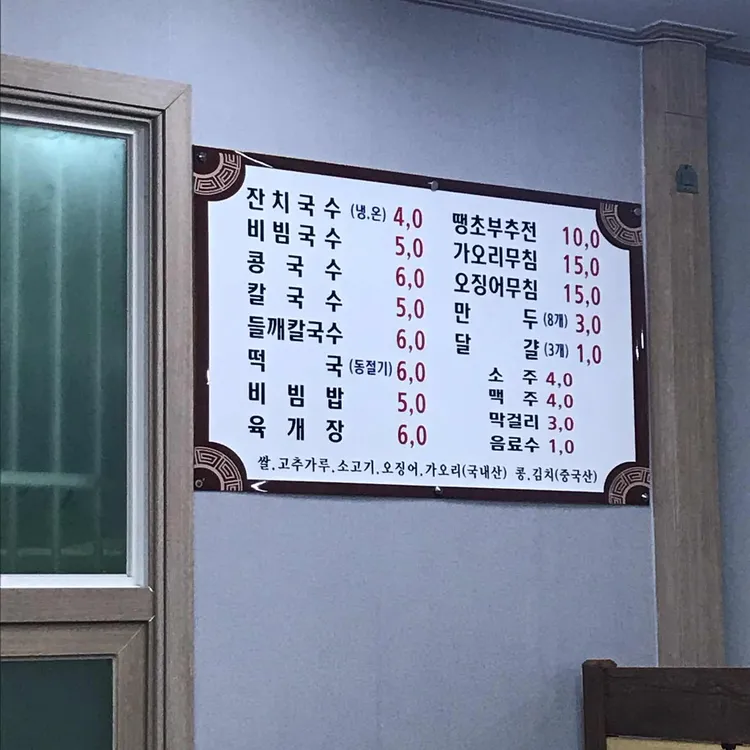 잔치국수 (냉.온) 4,0
비빔국수 5,0
콩국수 6,0
칼국수 5,0
들깨칼국수 6,0
떡국 (동절기) 6,0
비빔밥 5,0
육개장 6,0
땡초부추전 10,0
가오리무침 15,0
오징어무침 15,0
만두 (8개) 3,0
달걀 (3개) 1,0
소주 4,0
맥주 4,0
막걸리 3,0
음료수 1,0
쌀.고추가루.소고기.오징어.가오리(국내산) 콩.김치(중국산)